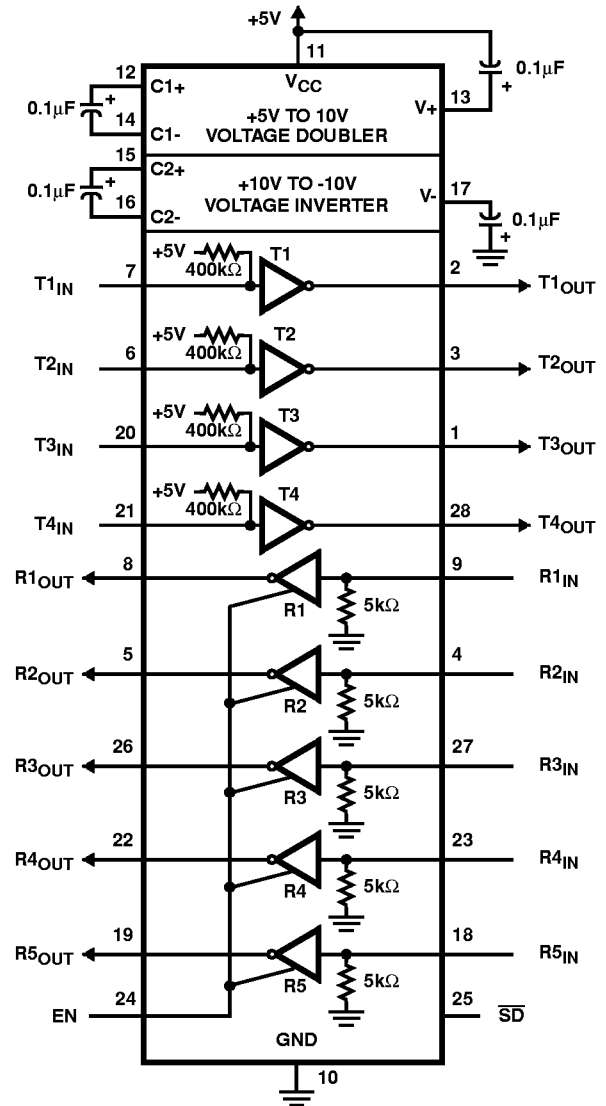 +5V
11
12
C1+
VCC
0.1µF
+
0.1µF
+
+5V TO 10V
VOLTAGE DOUBLER
V+
13
14
C1-
15
C2+
0.1µF
+
+10V TO -10V
VOLTAGE INVERTER
V-
17
16
C2-
0.1µF
+
+5V
400kΩ
T1
7
2
T1IN
T1OUT
+5V
400kΩ
T2
6
3
T2IN
T2OUT
+5V
400kΩ
T3
20
1
T3IN
T3OUT
+5V
400kΩ
T4
21
28
T4IN
T4OUT
8
9
R1OUT
R1IN
R1
5kΩ
5
4
R2OUT
R2IN
R2
5kΩ
26
27
R3OUT
R3IN
R3
5kΩ
22
23
R4OUT
R4IN
R4
5kΩ
19
18
R5OUT
R5IN
R5
5kΩ
24
25
EN
S̅D̅
GND
10